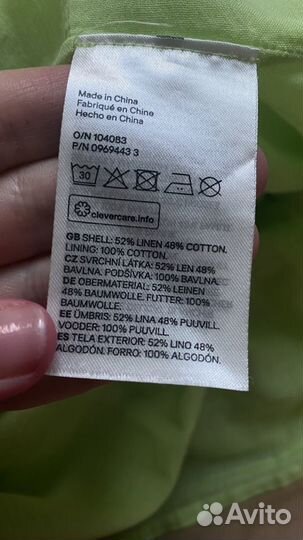 Made in China
Fabriqué en Chine
Hecho en China
O/N 104083
P/N 0969443 3
30
clevercare.info
GB SHELL: 52% LINEN 48% COTTON.
LINING: 100% COTTON.
CZ SVRCHNÍ LÁTKA: 52% LEN 48%
BAVLNA. PODŠÍVKA: 100% BAVLNA.
DE OBERMATERIAL: 52% LEINEN
48% BAUMWOLLE. FUTTER: 100%
BAUMWOLLE.
EE ÜMBRIS: 52% LINA 48% PUUVILL.
VOODER: 100% PUUVILL.
ES TELA EXTERIOR: 52% LINO 48%
ALGODÓN. FORRO: 100% ALGODÓN.
Avito